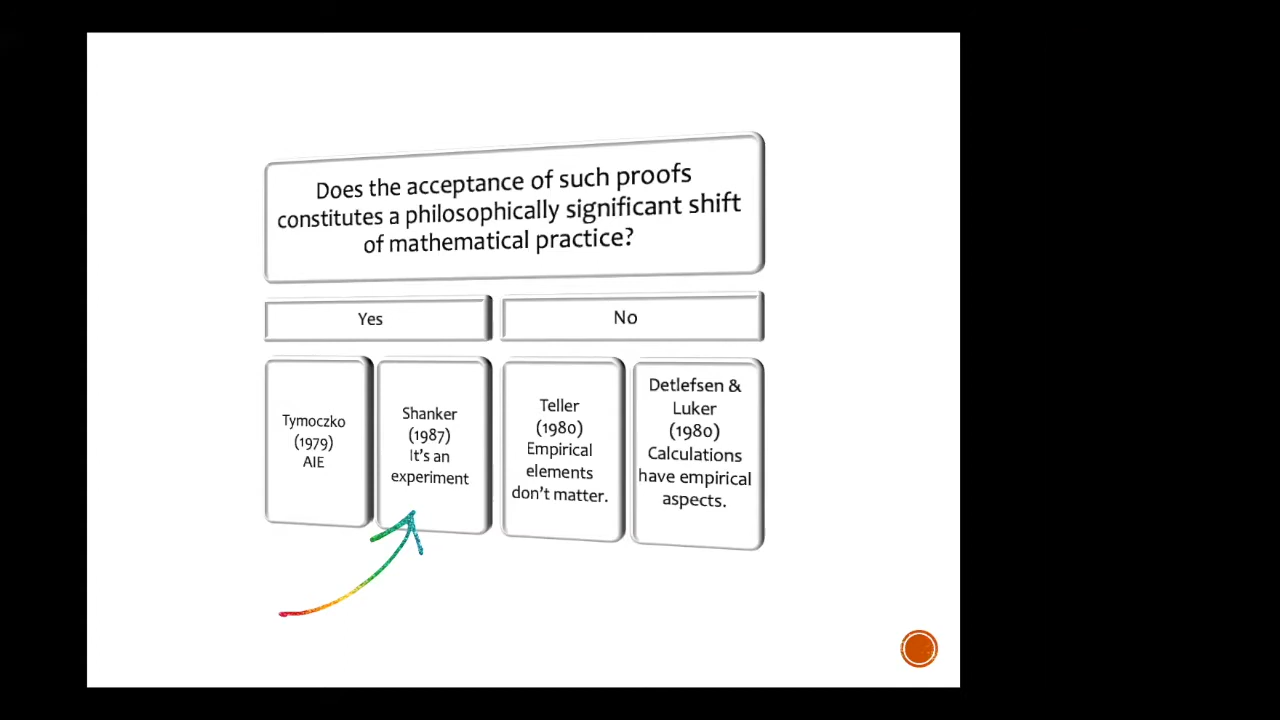 Does the acceptance of such proofs
constitutes a philosophically significant shift
of mathematical practice?
Yes
No
Tymoczko
(1979)
AIE
Shanker
(1987)
It's an
experiment
Teller
(1980)
Empirical
elements
don't matter.
Detlefsen &
Luker
(1980)
Calculations
have empirical
aspects.